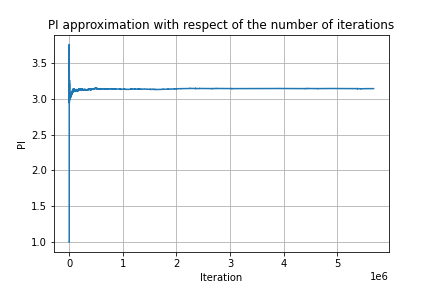 PI approximation with respect of the number of iterations
3.5
3.0
2.5
2.0
1.5
1.0
PI
0 1 2 3 4 5
1e6
Iteration